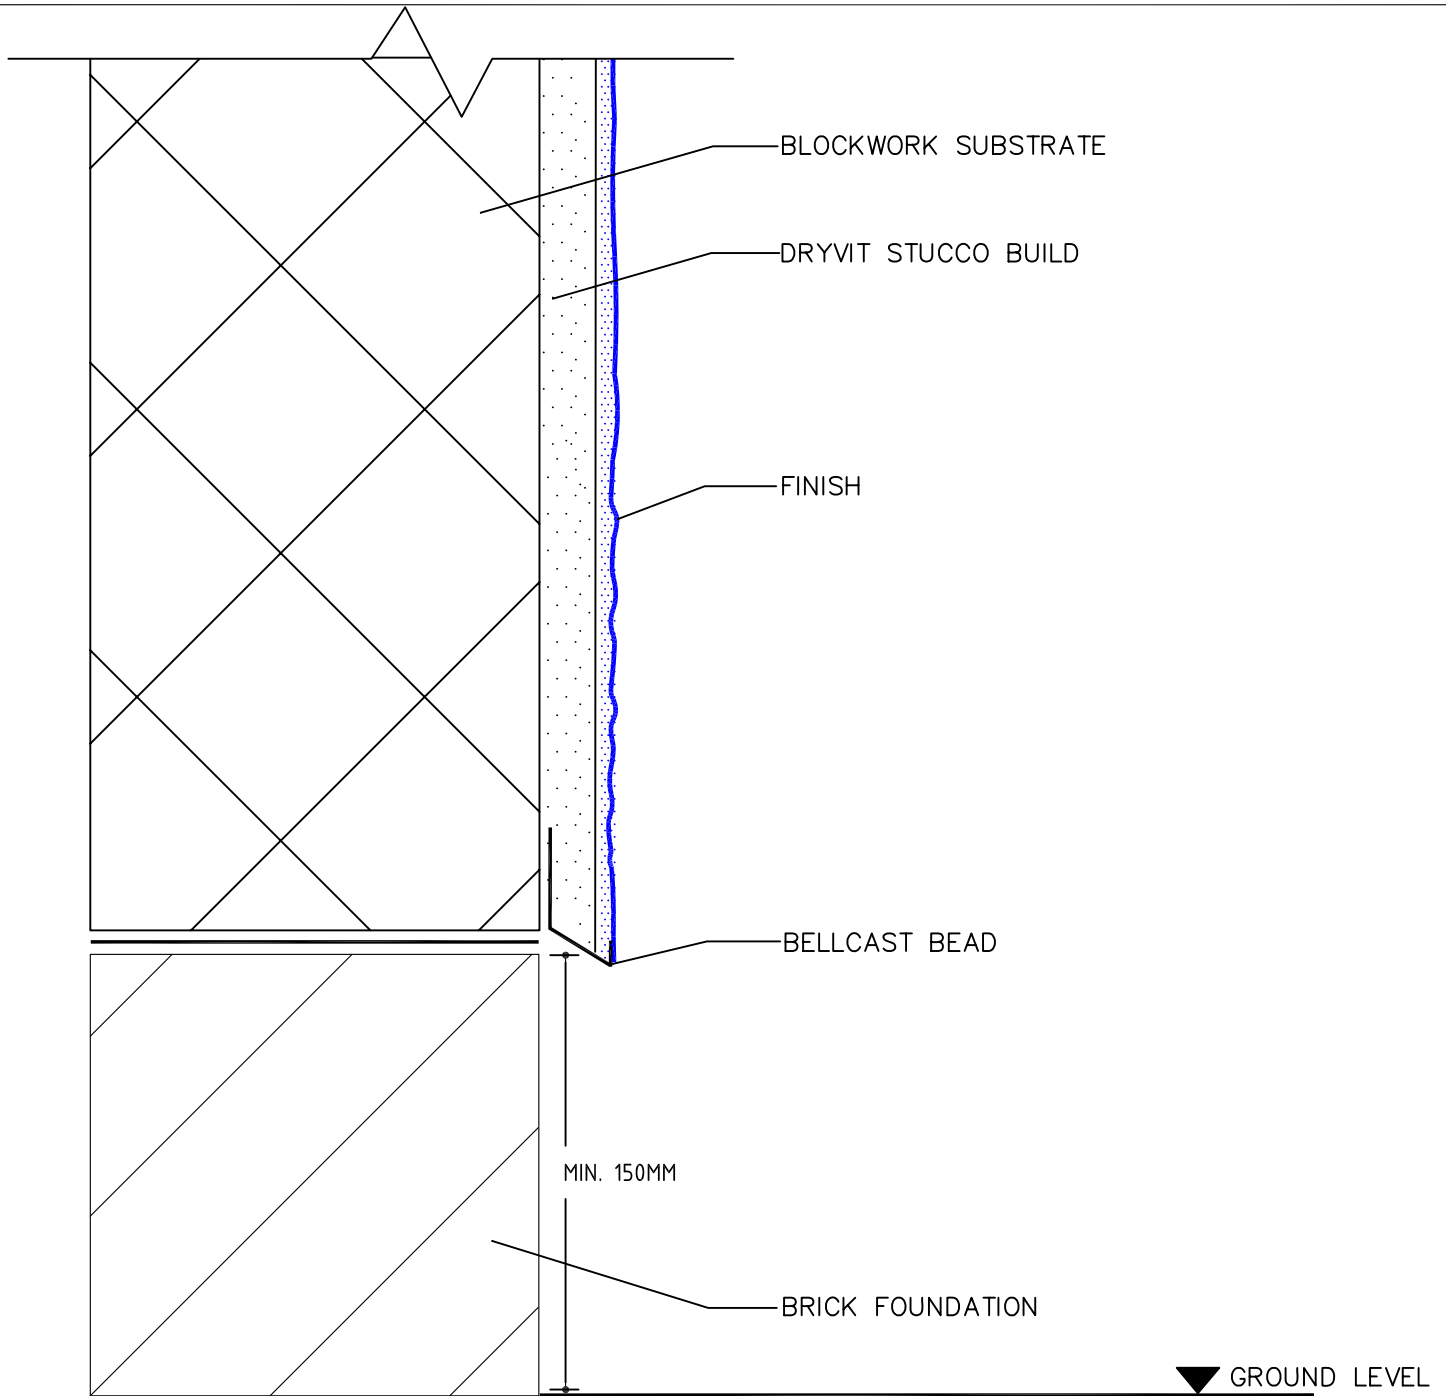 BLOCKWORK SUBSTRATE
DRYVIT STUCCO BUILD
FINISH
BELLCAST BEAD
MIN. 150MM
BRICK FOUNDATION
GROUND LEVEL